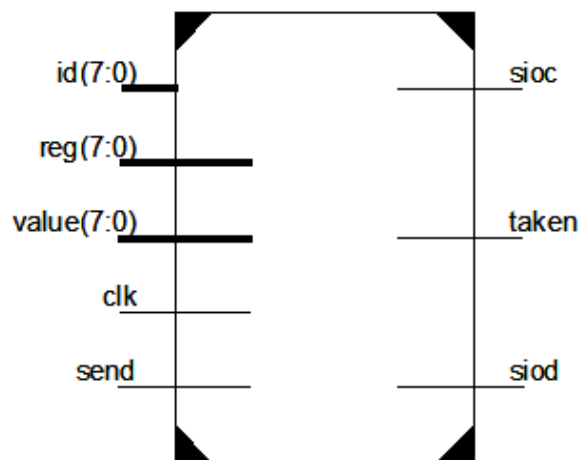 id(7:0)
sioc
reg(7:0)
value(7:0)
taken
clk
send
siod